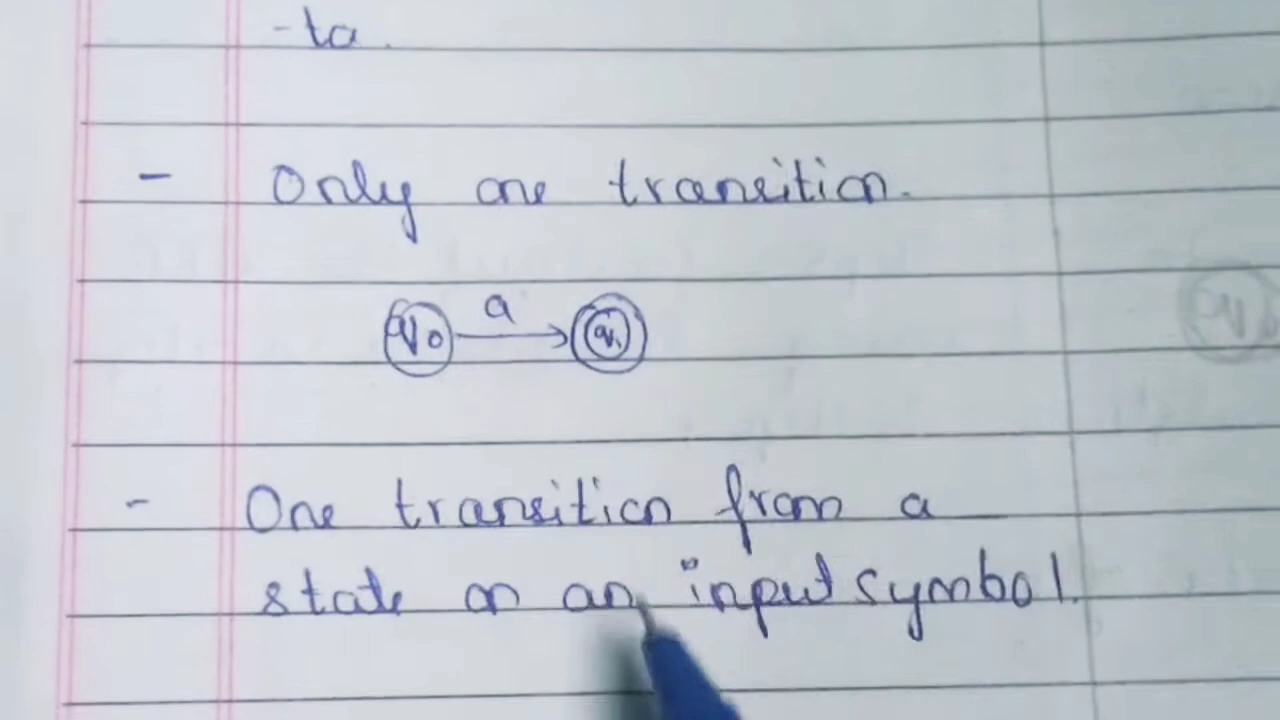 -ta.
- Only one transition.
a
q0 q1
- One transition from a
state on an input symbol.